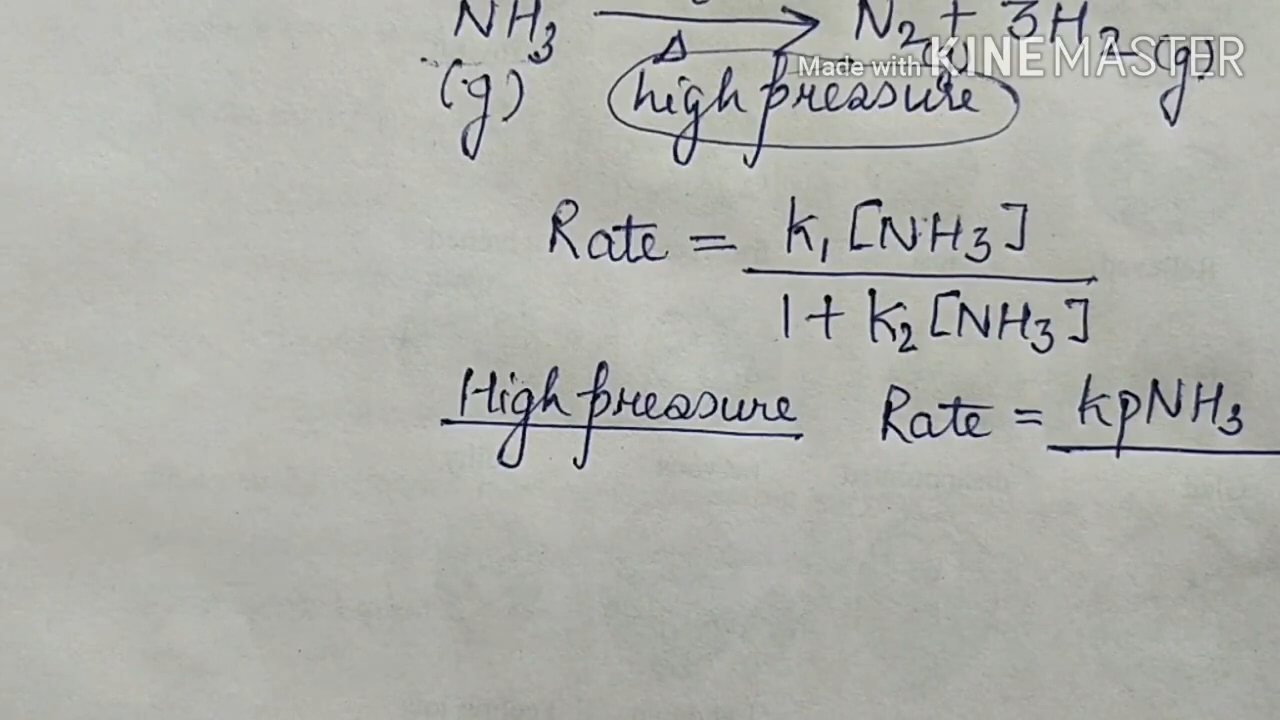 NH3 → N2 + 3H2 (g)
(g) Δ
high pressure
Made with KINEMASTER
Rate = k1 [NH3]
1 + K2 [NH3]
High pressure Rate = kpNH3